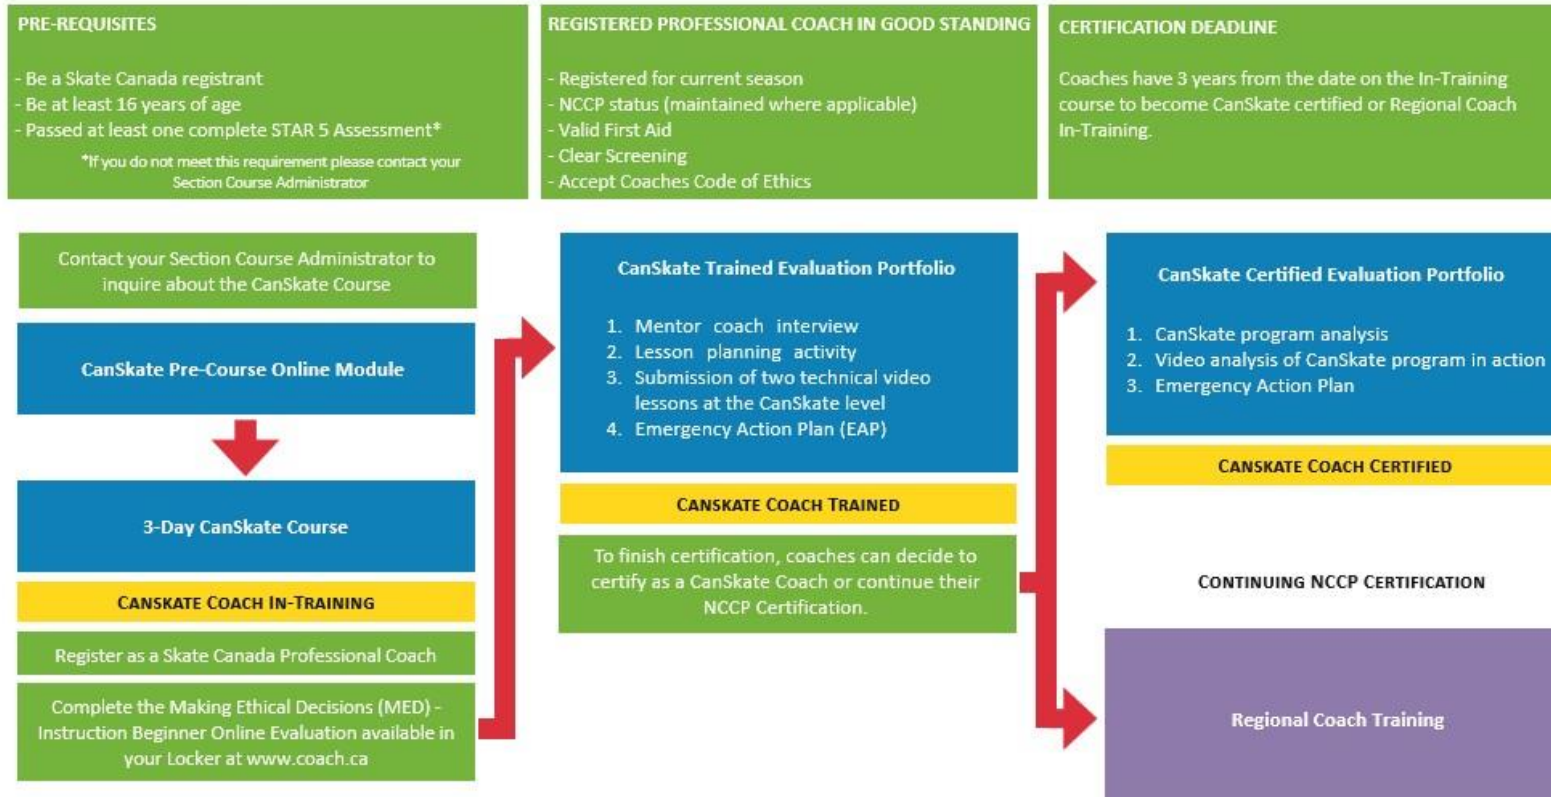 PRE-REQUISITES
- Be a Skate Canada registrant
- Be at least 16 years of age
- Passed at least one complete STAR 5 Assessment*
*If you do not meet this requirement please contact your
Section Course Administrator
REGISTERED PROFESSIONAL COACH IN GOOD STANDING
- Registered for current season
- NCCP status (maintained where applicable)
- Valid First Aid
- Clear Screening
- Accept Coaches Code of Ethics
CERTIFICATION DEADLINE
Coaches have 3 years from the date on the In-Training
course to become CanSkate certified or Regional Coach
In-Training.
Contact your Section Course Administrator to
inquire about the CanSkate Course
CanSkate Pre-Course Online Module
3-Day CanSkate Course
CANSKATE COACH IN-TRAINING
Register as a Skate Canada Professional Coach
Complete the Making Ethical Decisions (MED) -
Instruction Beginner Online Evaluation available in
your Locker at www.coach.ca
CanSkate Trained Evaluation Portfolio
1. Mentor coach interview
2. Lesson planning activity
3. Submission of two technical video
lessons at the CanSkate level
4. Emergency Action Plan (EAP)
CANSKATE COACH TRAINED
To finish certification, coaches can decide to
certify as a CanSkate Coach or continue their
NCCP Certification.
CanSkate Certified Evaluation Portfolio
1. CanSkate program analysis
2. Video analysis of CanSkate program in action
3. Emergency Action Plan
CANSKATE COACH CERTIFIED
CONTINUING NCCP CERTIFICATION
Regional Coach Training